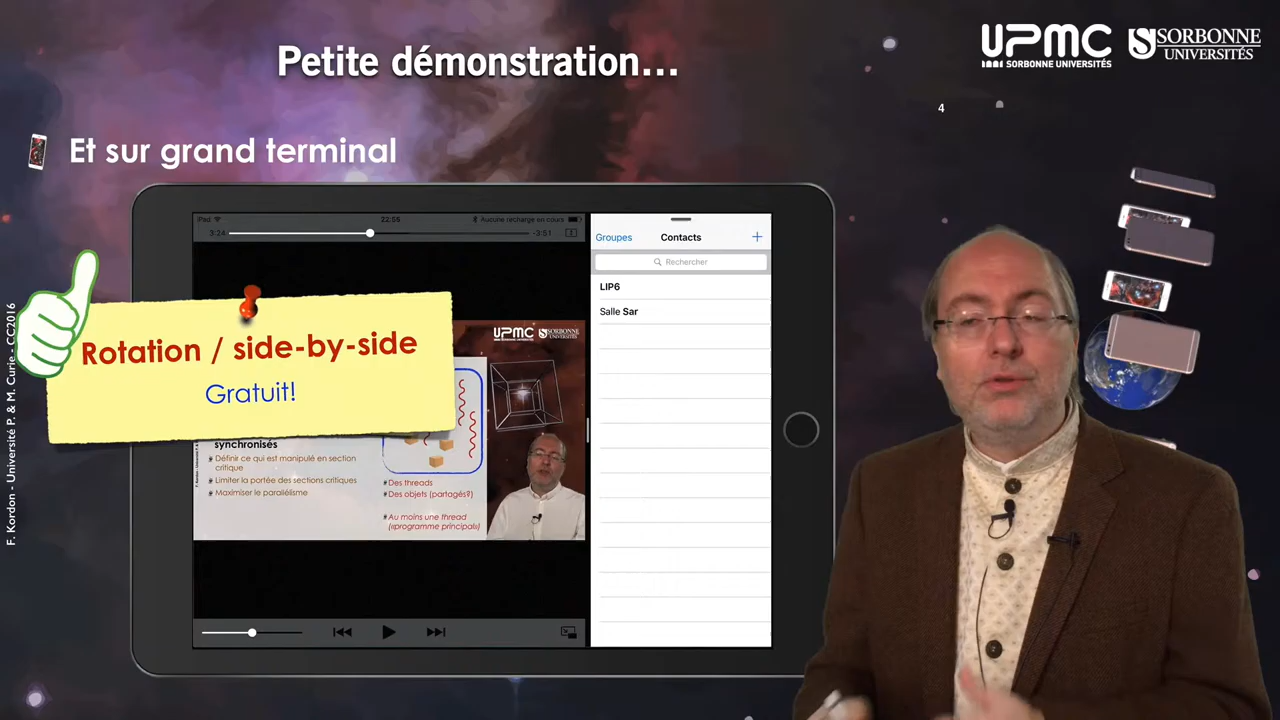 Petite démonstration...
UPMC
SORBONNE UNIVERSITÉS
SORBONNE
UNIVERSITÉS
4
Et sur grand terminal
iPad
22:55
Aucune recharge en cours
3:24
-3:51
Groupes
Contacts
+
Rechercher
LIP6
Salle Sar
Rotation / side-by-side
Gratuit!
UPMC
SORBONNE
UNIVERSITÉS
synchronisés
Définir ce qui est manipulé en section
critique
Limiter la portée des sections critiques
Maximiser le parallélisme
Des threads
Des objets (partagés?)
Au moins une thread
(«programme principal»)
F. Kordon - Université P. & M. Curie - CC2016